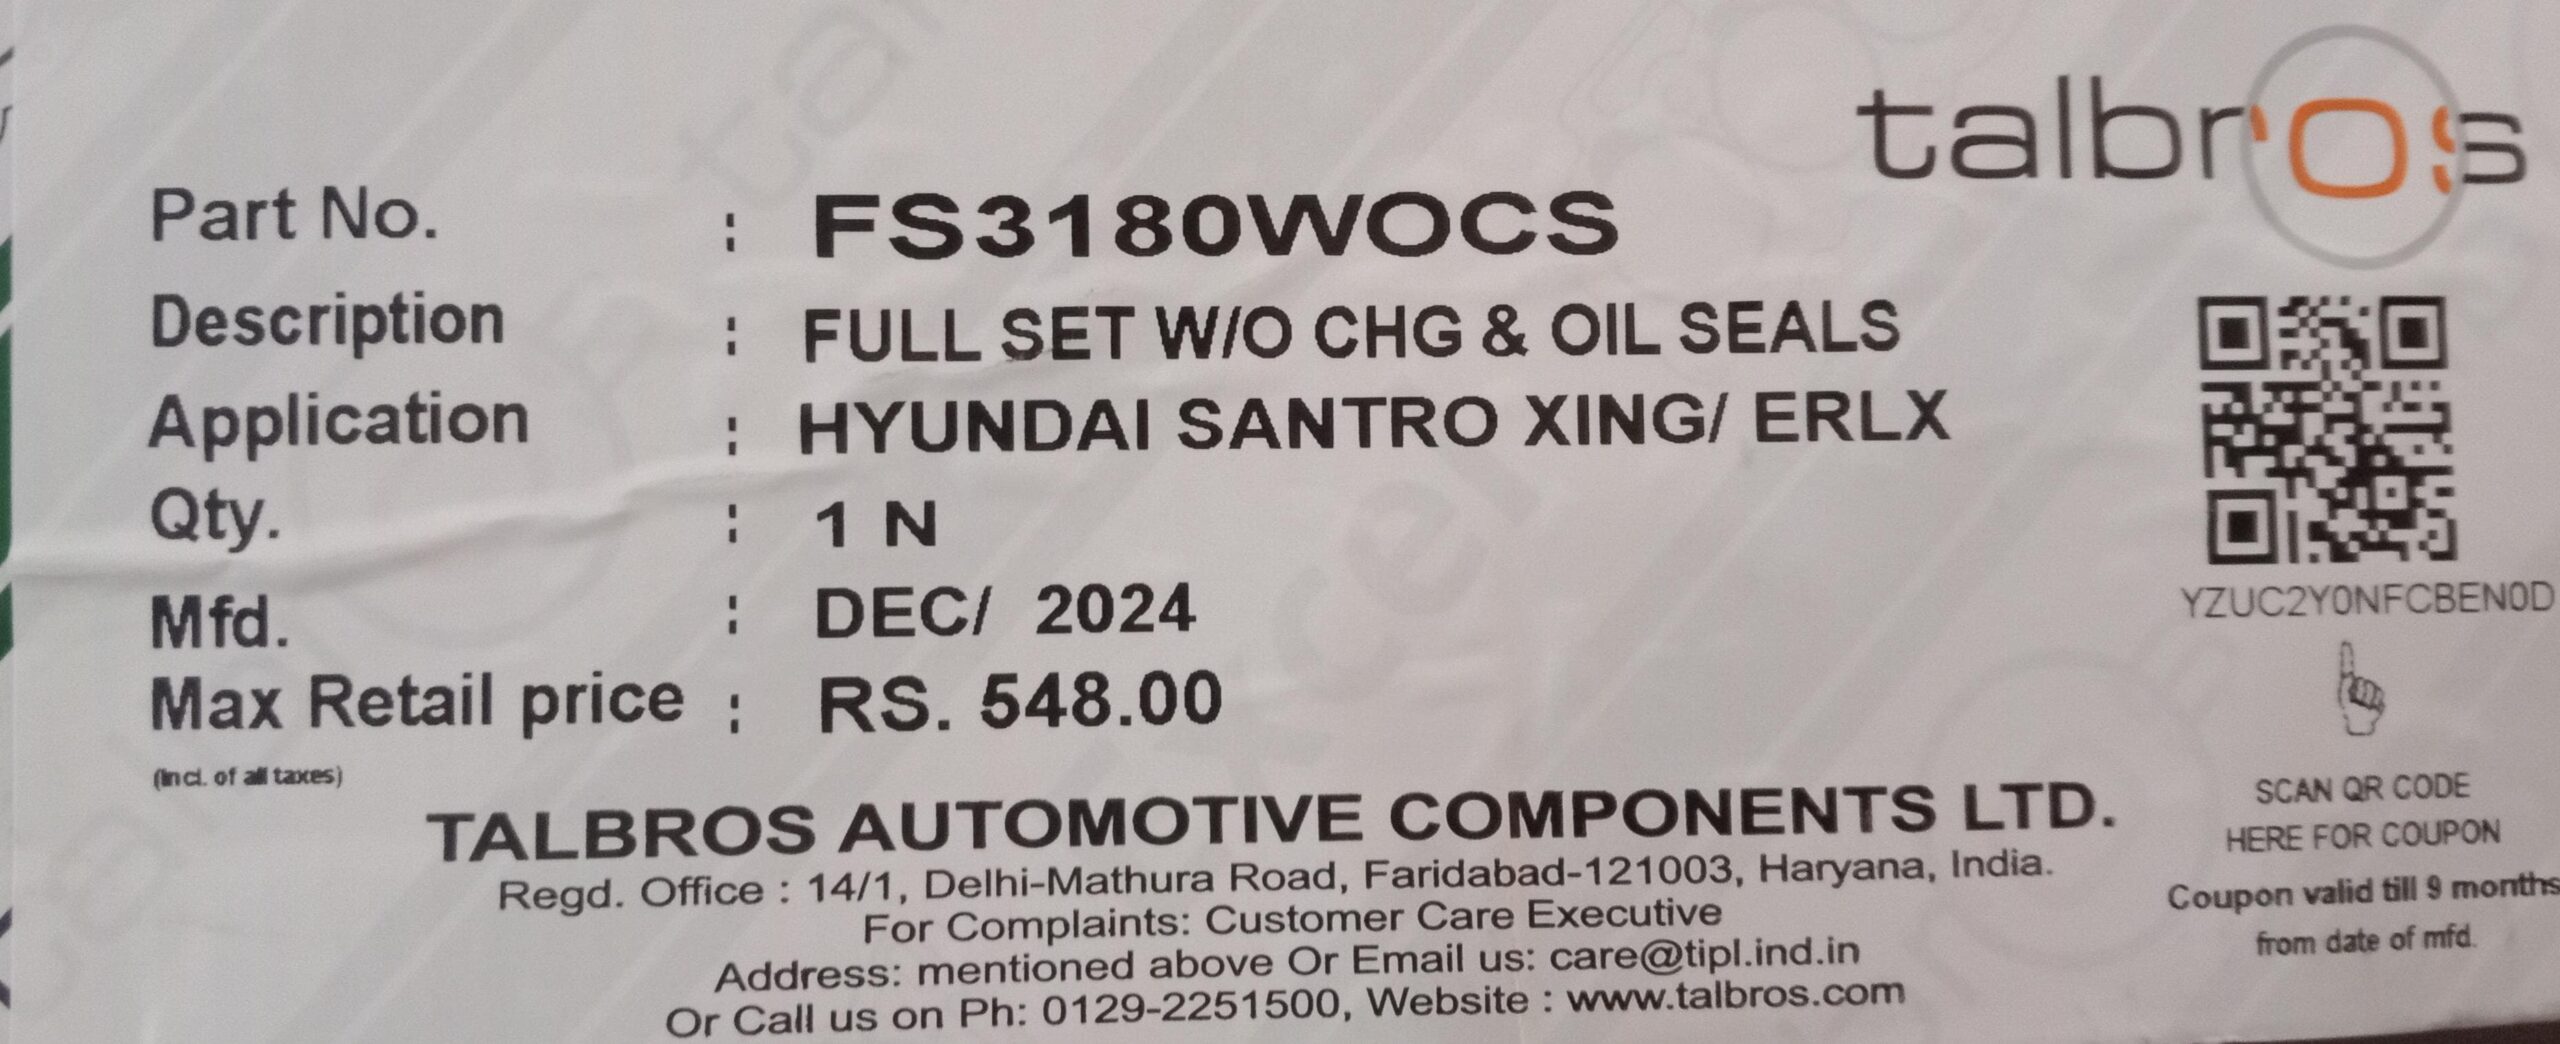 talbros
Part No. : FS3180WOCS
Description : FULL SET W/O CHG & OIL SEALS
Application : HYUNDAI SANTRO XING/ ERLX
Qty. : 1 N
Mfd. : DEC/ 2024
Max Retail price : RS. 548.00
(Incl. of all taxes)
YZUC2Y0NFCBEN0D
SCAN QR CODE
HERE FOR COUPON
Coupon valid till 9 months
from date of mfd.
TALBROS AUTOMOTIVE COMPONENTS LTD.
Regd. Office : 14/1, Delhi-Mathura Road, Faridabad-121003, Haryana, India.
For Complaints: Customer Care Executive
Address: mentioned above Or Email us: care@tipl.ind.in
Or Call us on Ph: 0129-2251500, Website : www.talbros.com